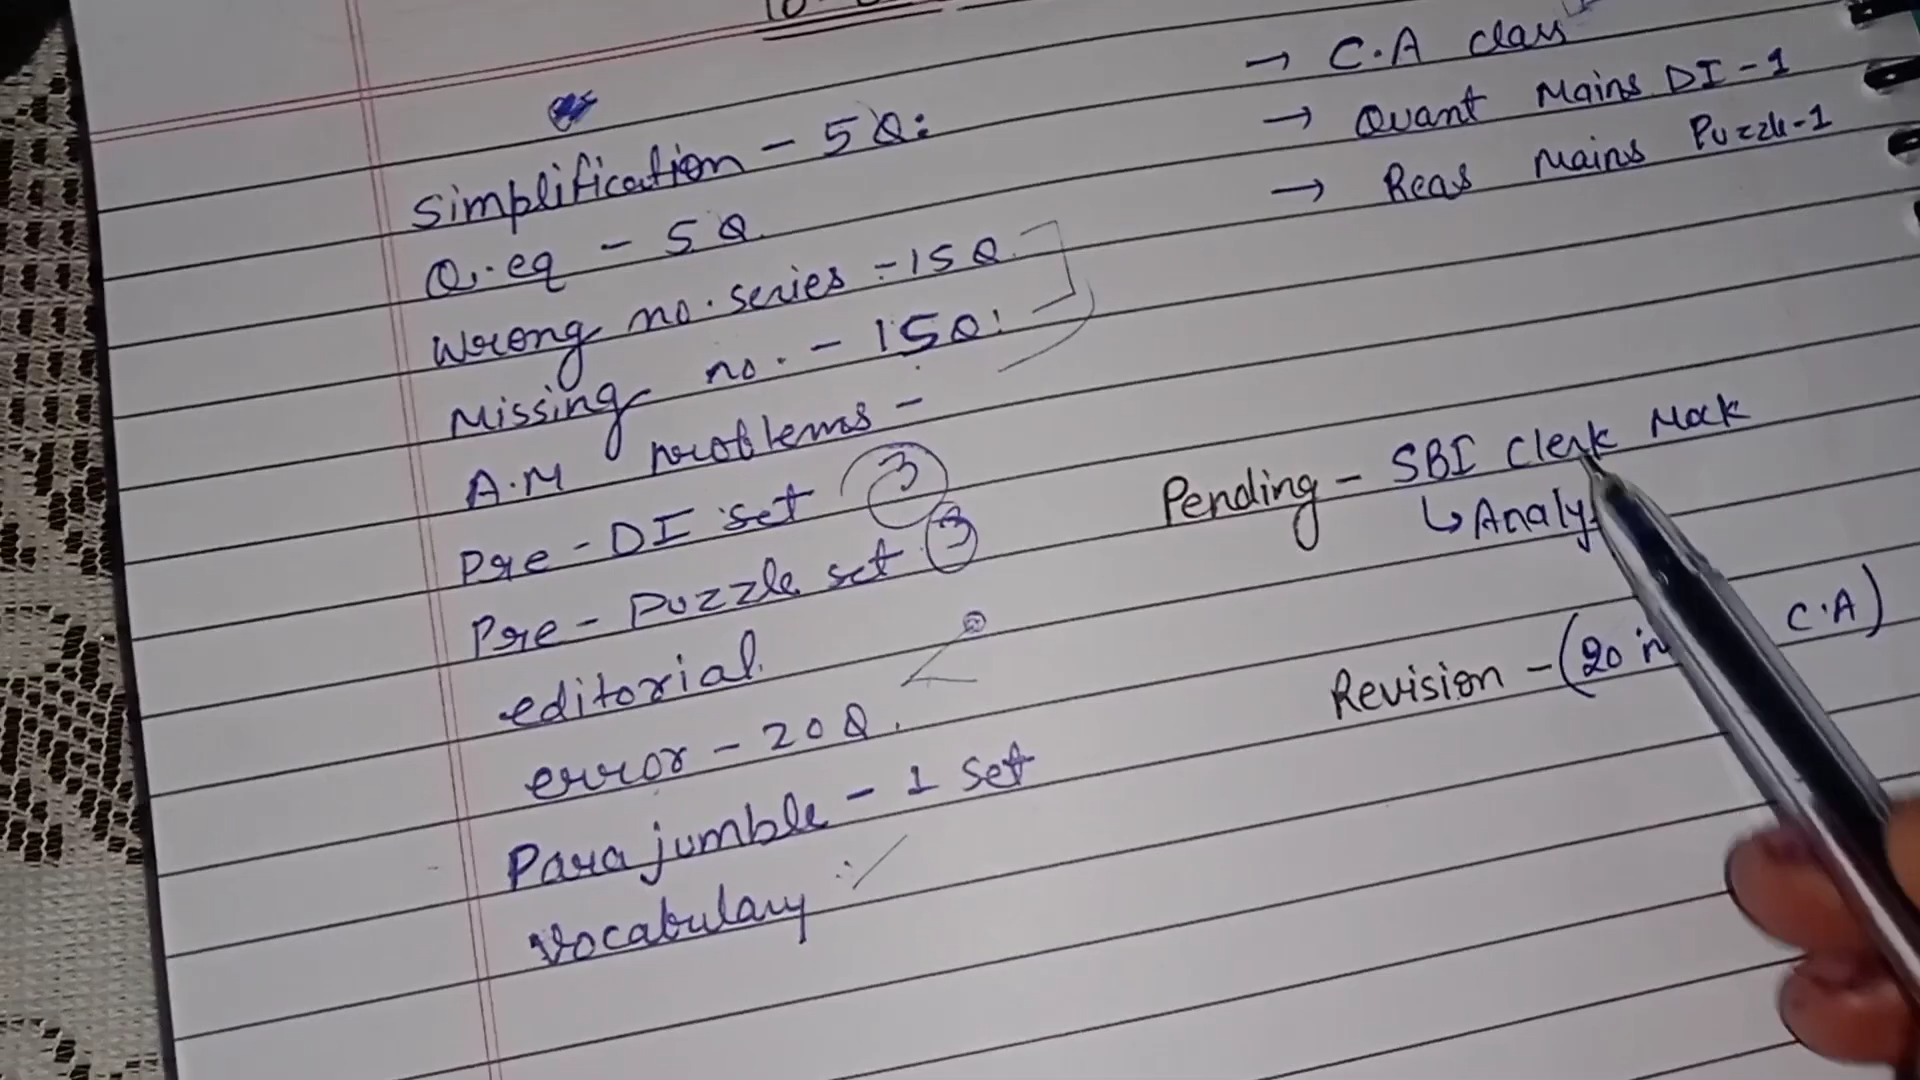 Simplification - 5Q.
Q.eq - 5Q.
Wrong no. series - 15Q.
Missing no. - 15Q.
A.M problems -
Pre - DI set 3
Pre - Puzzle set 3
editorial.
error - 20Q.
Para jumble - 1 set
vocabulary
→ C.A class
→ Quant Mains DI - 1
→ Reas Mains Puzzle - 1
Pending - SBI Clerk Mock
↳ Analy
Revision - (20 C.A)